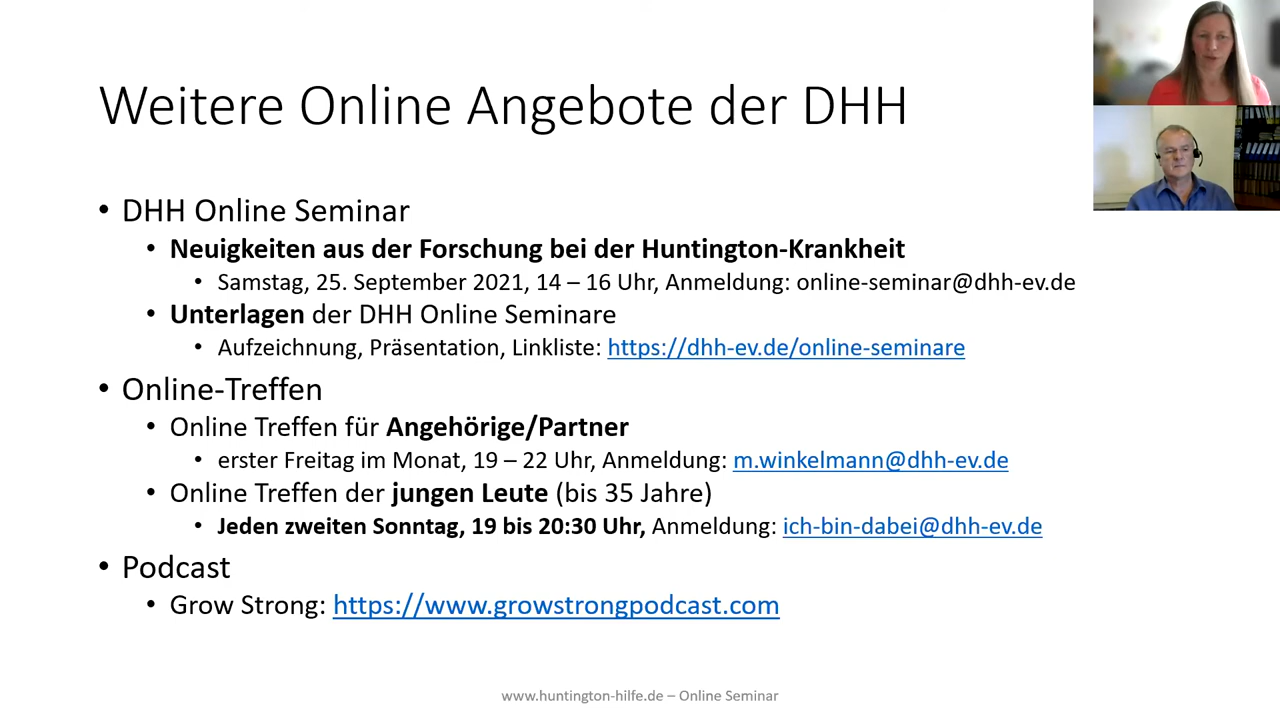 Weitere Online Angebote der DHH
• DHH Online Seminar
• Neuigkeiten aus der Forschung bei der Huntington-Krankheit
• Samstag, 25. September 2021, 14 – 16 Uhr, Anmeldung: online-seminar@dhh-ev.de
• Unterlagen der DHH Online Seminare
• Aufzeichnung, Präsentation, Linkliste: https://dhh-ev.de/online-seminare
• Online-Treffen
• Online Treffen für Angehörige/Partner
• erster Freitag im Monat, 19 – 22 Uhr, Anmeldung: m.winkelmann@dhh-ev.de
• Online Treffen der jungen Leute (bis 35 Jahre)
• Jeden zweiten Sonntag, 19 bis 20:30 Uhr, Anmeldung: ich-bin-dabei@dhh-ev.de
• Podcast
• Grow Strong: https://www.growstrongpodcast.com
www.huntington-hilfe.de – Online Seminar